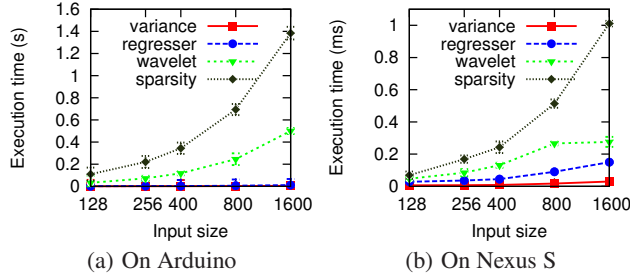 variance
regresser
wavelet
sparsity
Execution time (s)
1.6
1.4
1.2
1
0.8
0.6
0.4
0.2
0
128 256 400 800 1600
Input size
(a) On Arduino
variance
regresser
wavelet
sparsity
Execution time (ms)
1
0.8
0.6
0.4
0.2
0
128 256 400 800 1600
Input size
(b) On Nexus S